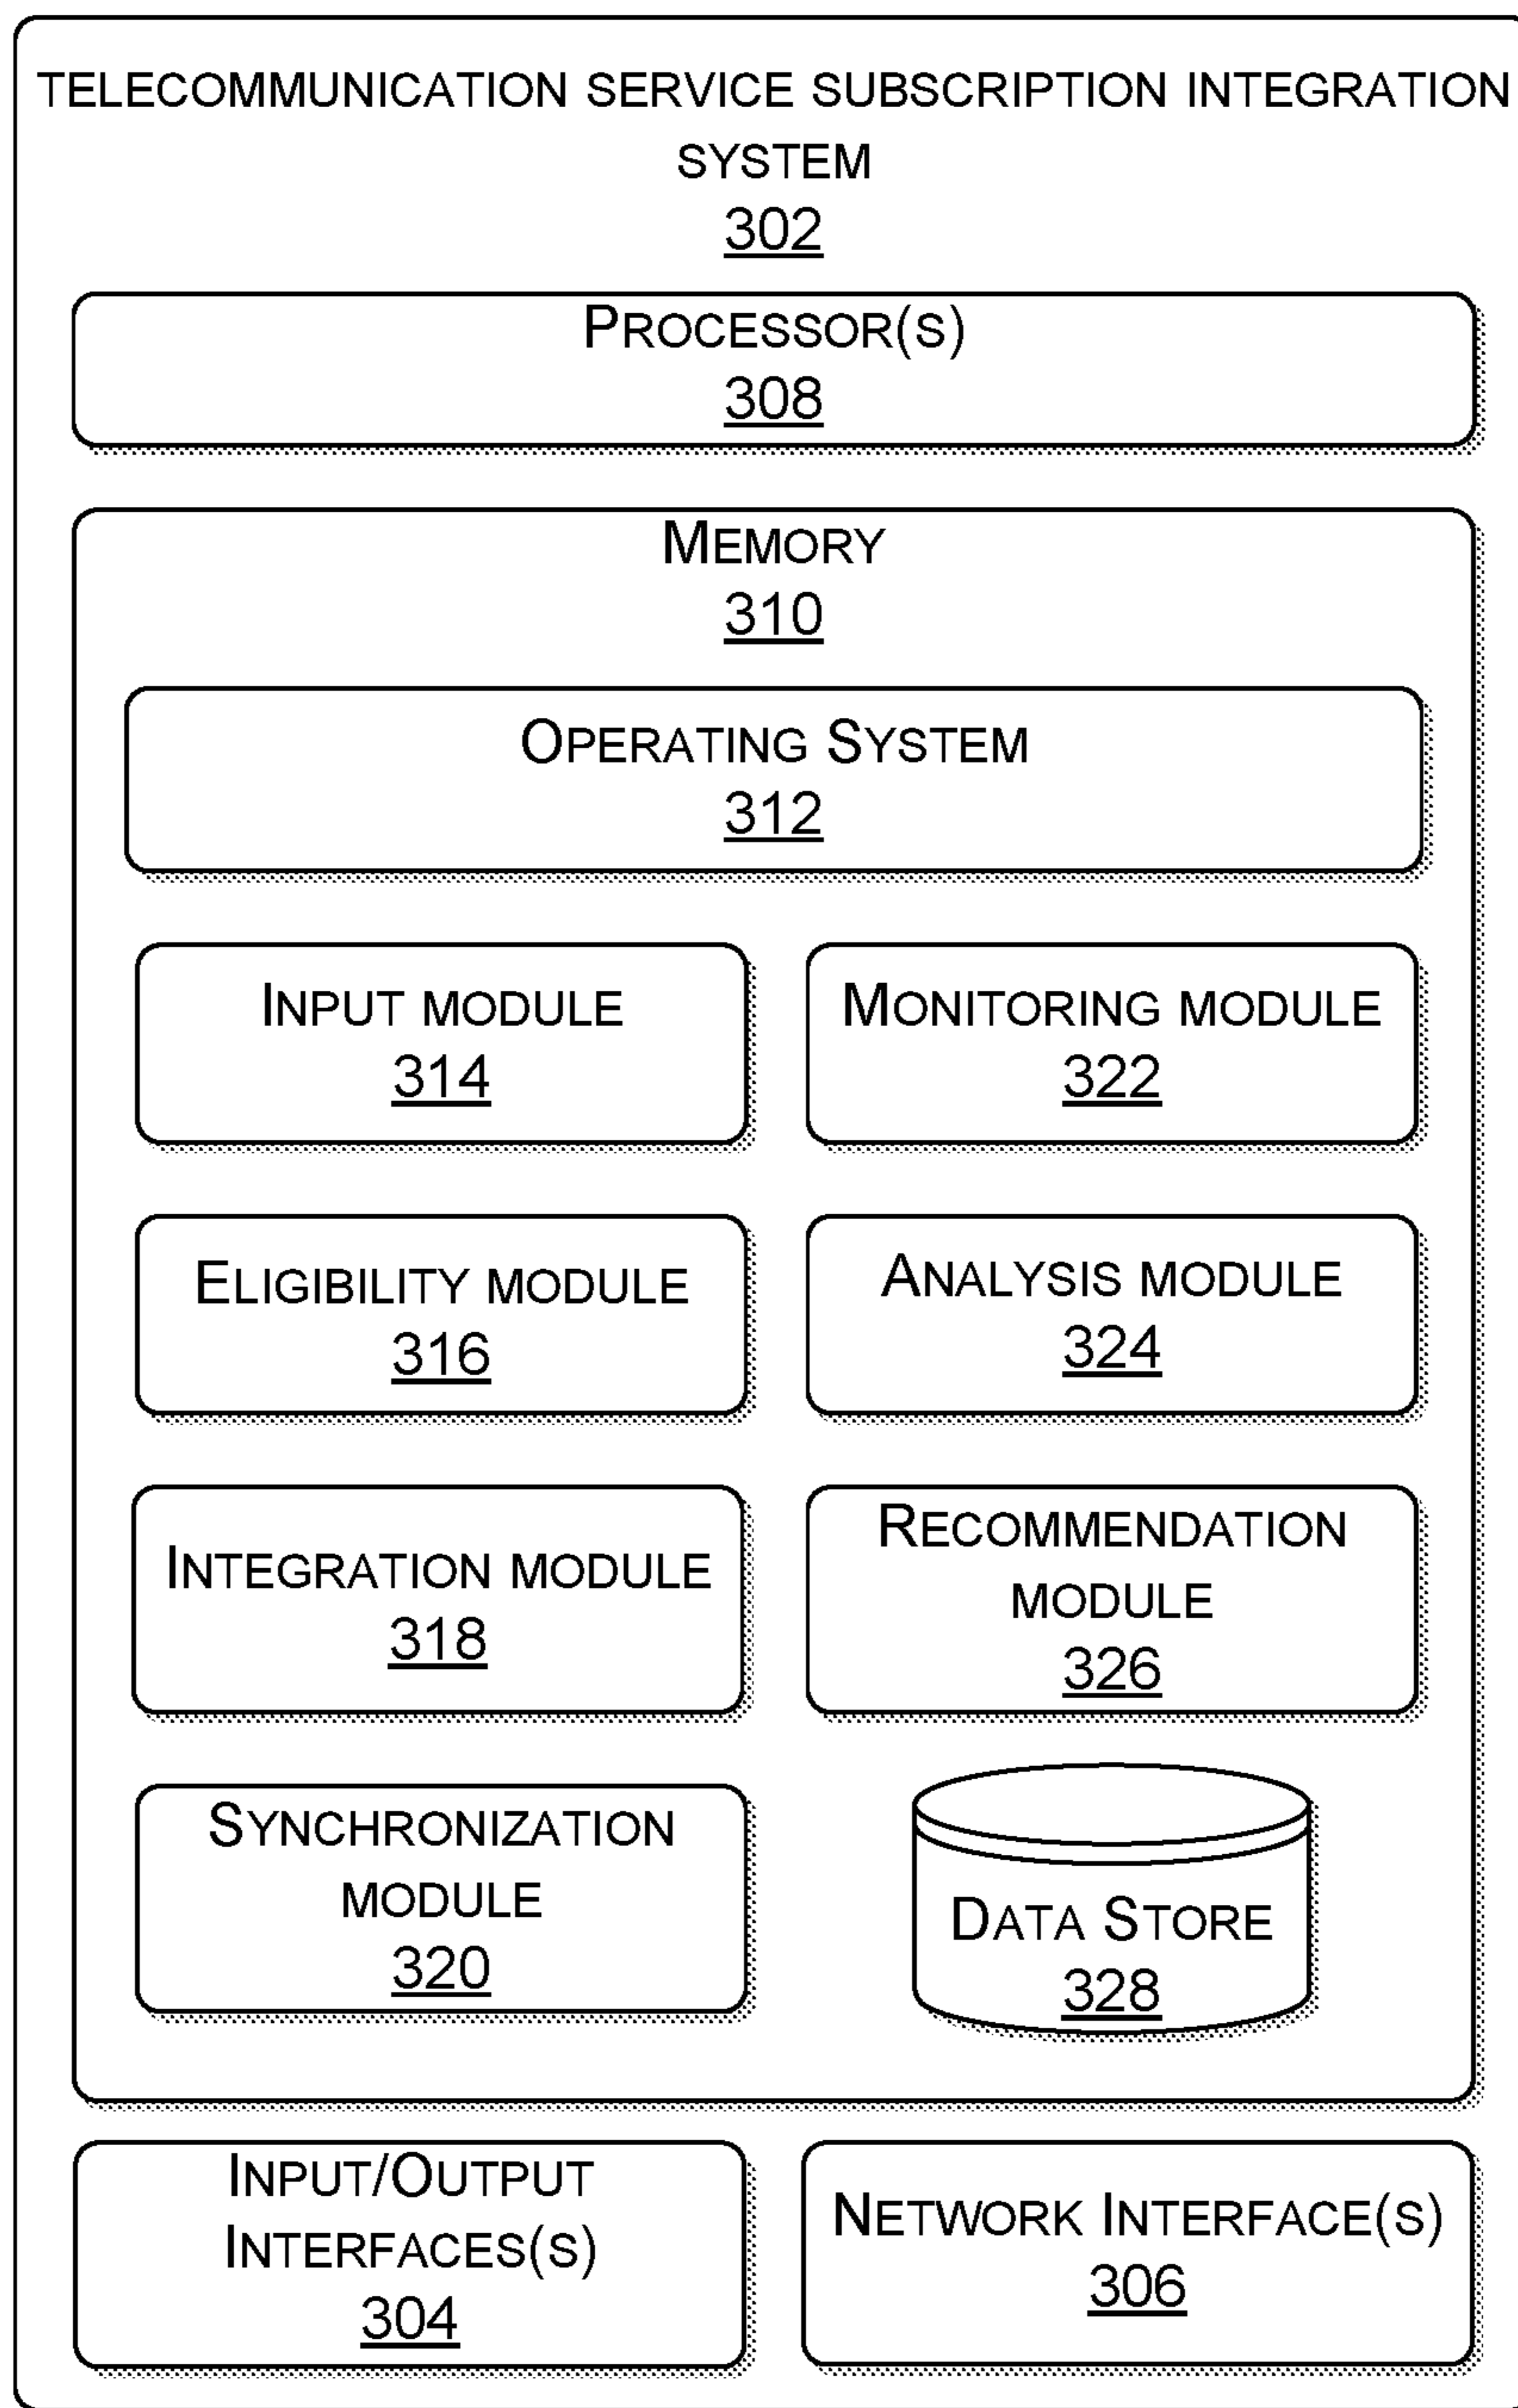 TELECOMMUNICATION SERVICE SUBSCRIPTION INTEGRATION
SYSTEM
302
PROCESSOR(S)
308
MEMORY
310
OPERATING SYSTEM
312
INPUT MODULE
314
MONITORING MODULE
322
ELIGIBILITY MODULE
316
ANALYSIS MODULE
324
INTEGRATION MODULE
318
RECOMMENDATION
MODULE
326
SYNCHRONIZATION
MODULE
320
DATA STORE
328
INPUT/OUTPUT
INTERFACES(S)
304
NETWORK INTERFACE(S)
306